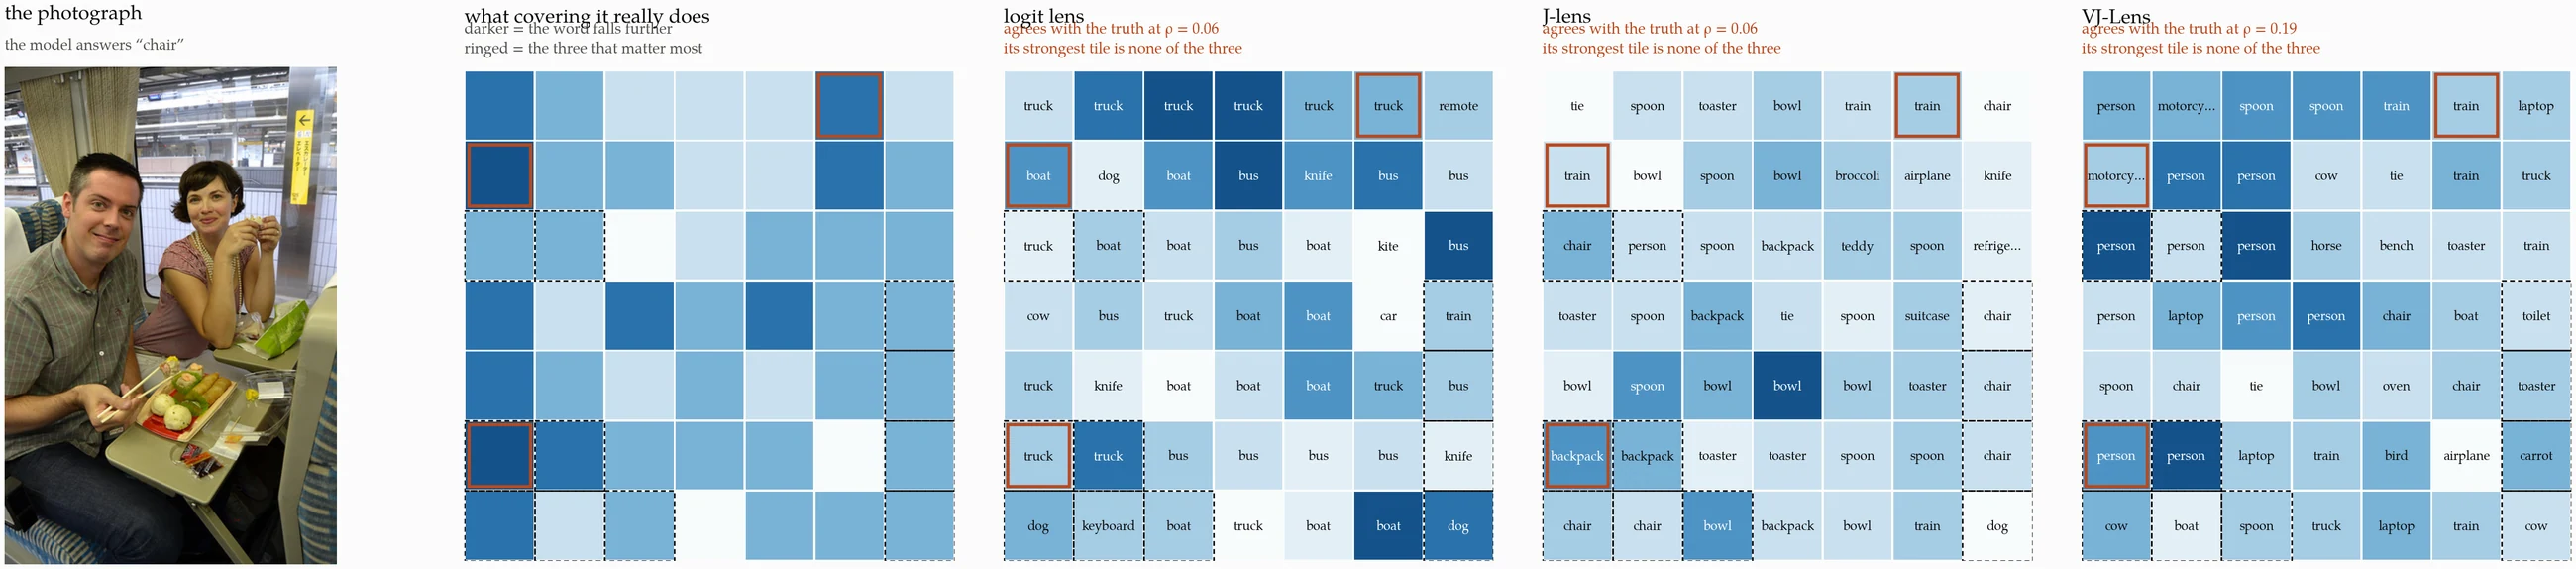 the photograph
the model answers “chair”
what covering it really does
darker = the word falls further
ringed = the three that matter most
logit lens
agrees with the truth at ρ = 0.06
its strongest tile is none of the three
truck truck truck truck truck truck remote
boat dog boat bus knife bus bus
truck boat boat bus boat kite bus
cow bus truck boat boat car train
truck knife boat boat boat truck bus
truck truck bus bus bus bus knife
dog keyboard boat truck boat boat dog
J-lens
agrees with the truth at ρ = 0.06
its strongest tile is none of the three
tie spoon toaster bowl train train chair
train bowl spoon bowl broccoli airplane knife
chair person spoon backpack teddy spoon refrige...
toaster spoon backpack tie spoon suitcase chair
bowl spoon bowl bowl bowl toaster chair
backpack backpack toaster toaster spoon spoon chair
chair chair bowl backpack bowl train dog
VJ-Lens
agrees with the truth at ρ = 0.19
its strongest tile is none of the three
person motorcy... spoon spoon train train laptop
motorcy... person person cow tie train truck
person person person horse bench toaster train
person laptop person person chair boat toilet
spoon chair tie bowl oven chair toaster
person person laptop train bird airplane carrot
cow boat spoon truck laptop train cow